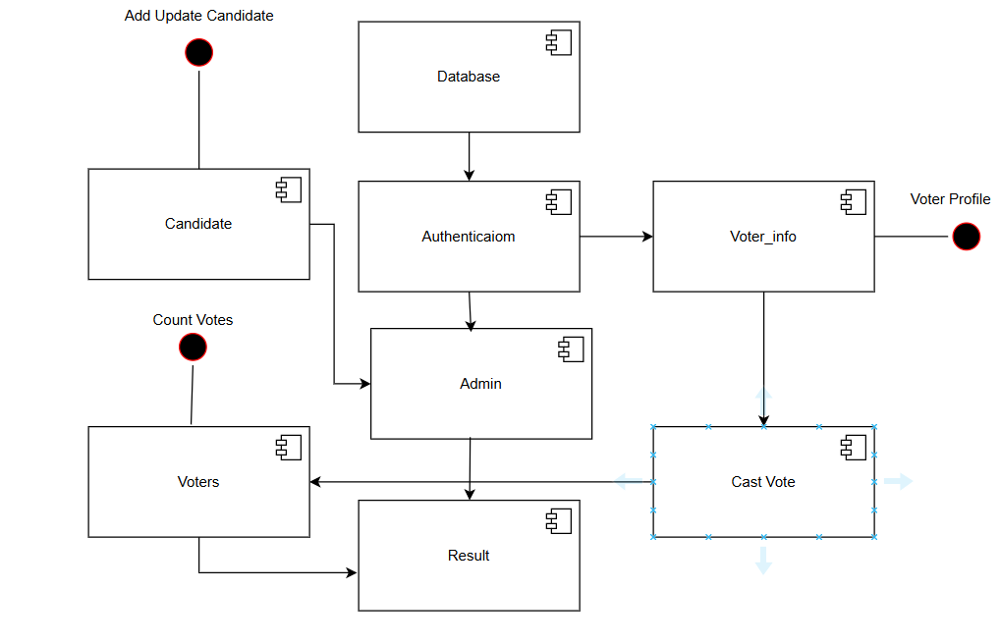 Add Update Candidate
Database
Candidate
Authenticaiom
Voter_info
Voter Profile
Count Votes
Admin
Voters
Cast Vote
Result